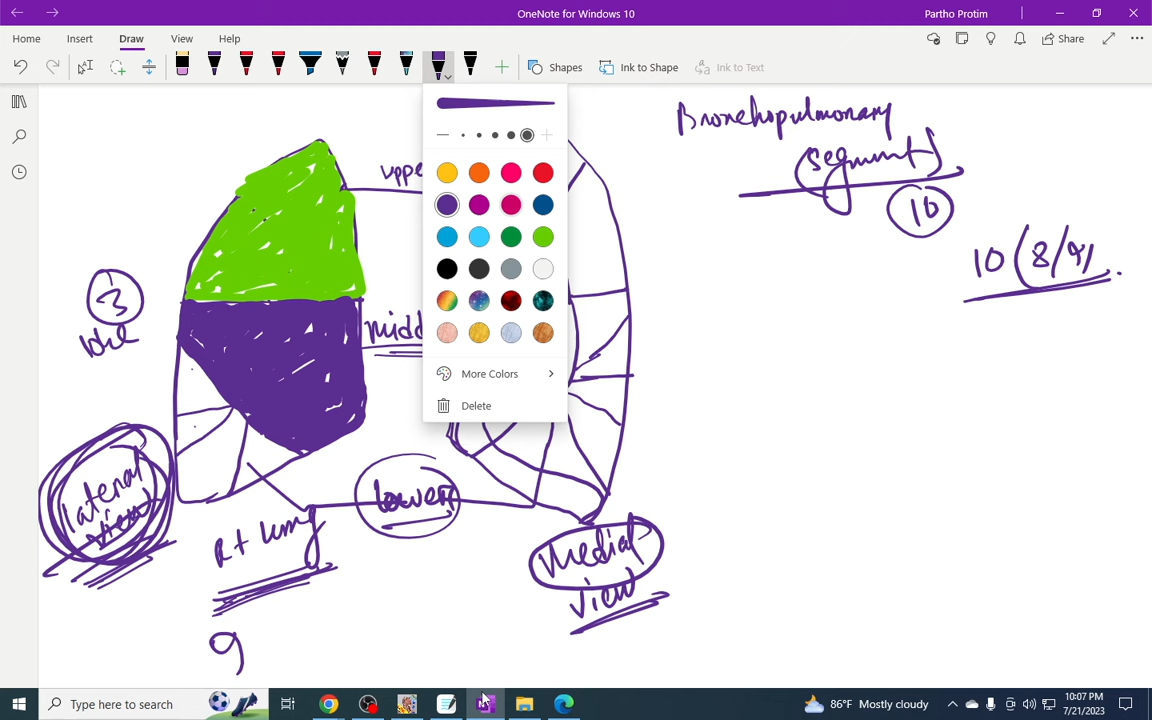 OneNote for Windows 10
Partho Protim
Home
Insert
Draw
View
Help
Share
Shapes
Ink to Shape
Ink to Text
More Colors
Delete
Bronchopulmonary
(segment)
10
10 (8/9)
uppe
3
midd
lateral
view
lower
Rt lung
medial
view
9
Type here to search
86°F Mostly cloudy
10:07 PM
7/21/2023